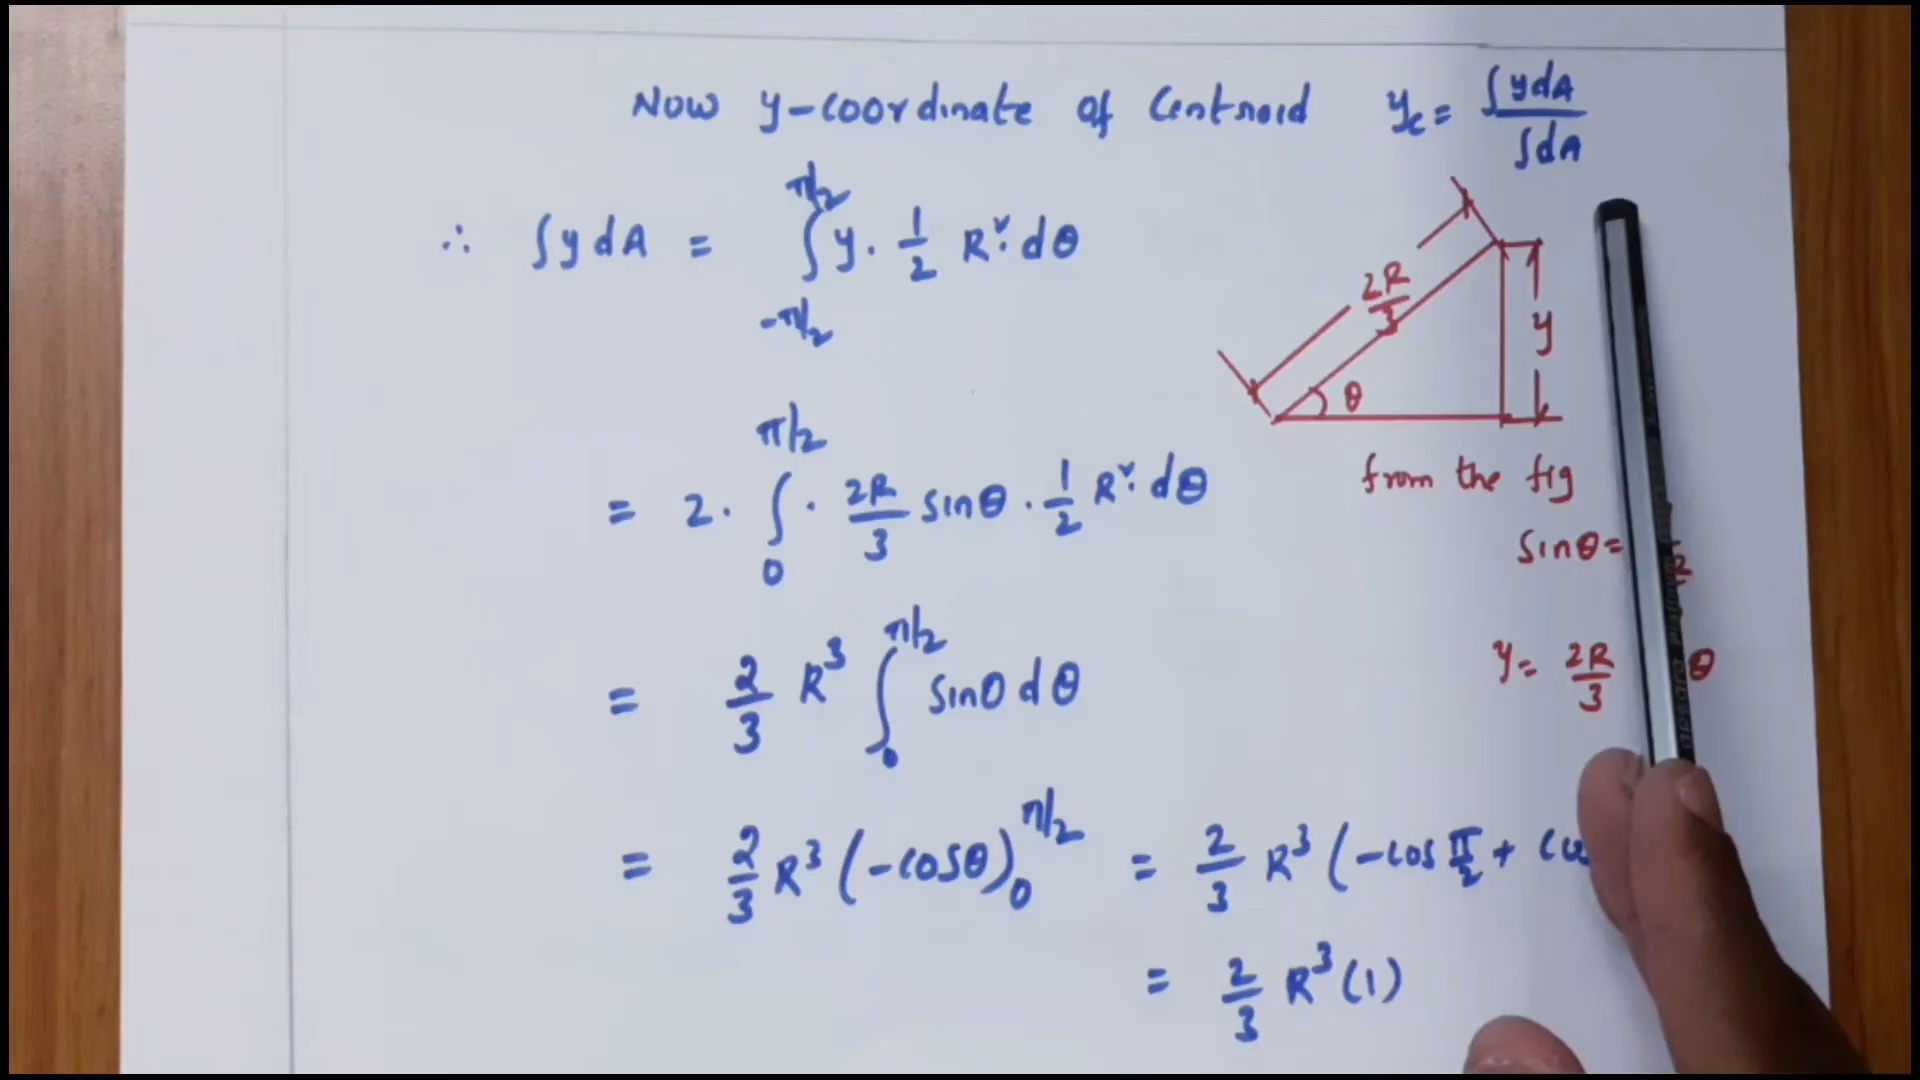 Now y-coordinate of Centroid y_c = ∫ydA / ∫dA
∴ ∫ydA = ∫_{-π/2}^{π/2} y. 1/2 R². dθ
2R/3
y
θ
= 2. ∫_0^{π/2} . 2R/3 sinθ . 1/2 R². dθ
from the fig
sinθ =
= 2/3 R³ ∫_0^{π/2} sinθ dθ
y = 2R/3 θ
= 2/3 R³ (-cosθ)_0^{π/2} = 2/3 R³ (-cos π/2 +
= 2/3 R³ (1)